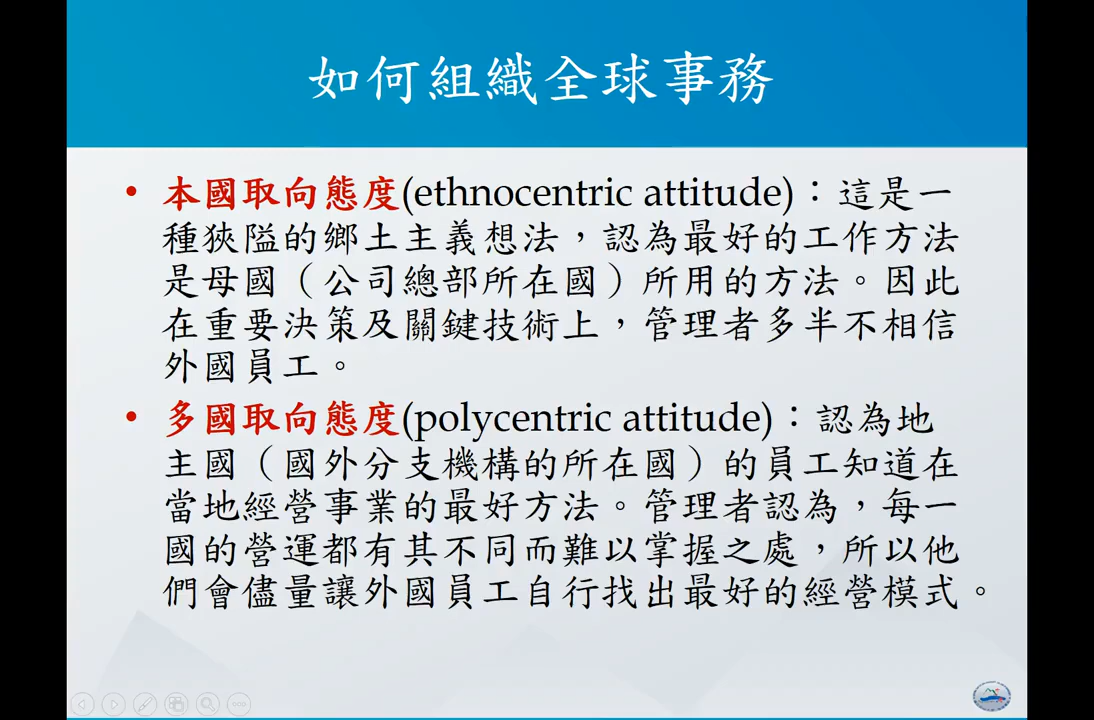 如何組織全球事務
• 本國取向態度(ethnocentric attitude)：這是一
種狹隘的鄉土主義想法，認為最好的工作方法
是母國（公司總部所在國）所用的方法。因此
在重要決策及關鍵技術上，管理者多半不相信
外國員工。
• 多國取向態度(polycentric attitude)：認為地
主國（國外分支機構的所在國）的員工知道在
當地經營事業的最好方法。管理者認為，每一
國的營運都有其不同而難以掌握之處，所以他
們會儘量讓外國員工自行找出最好的經營模式。